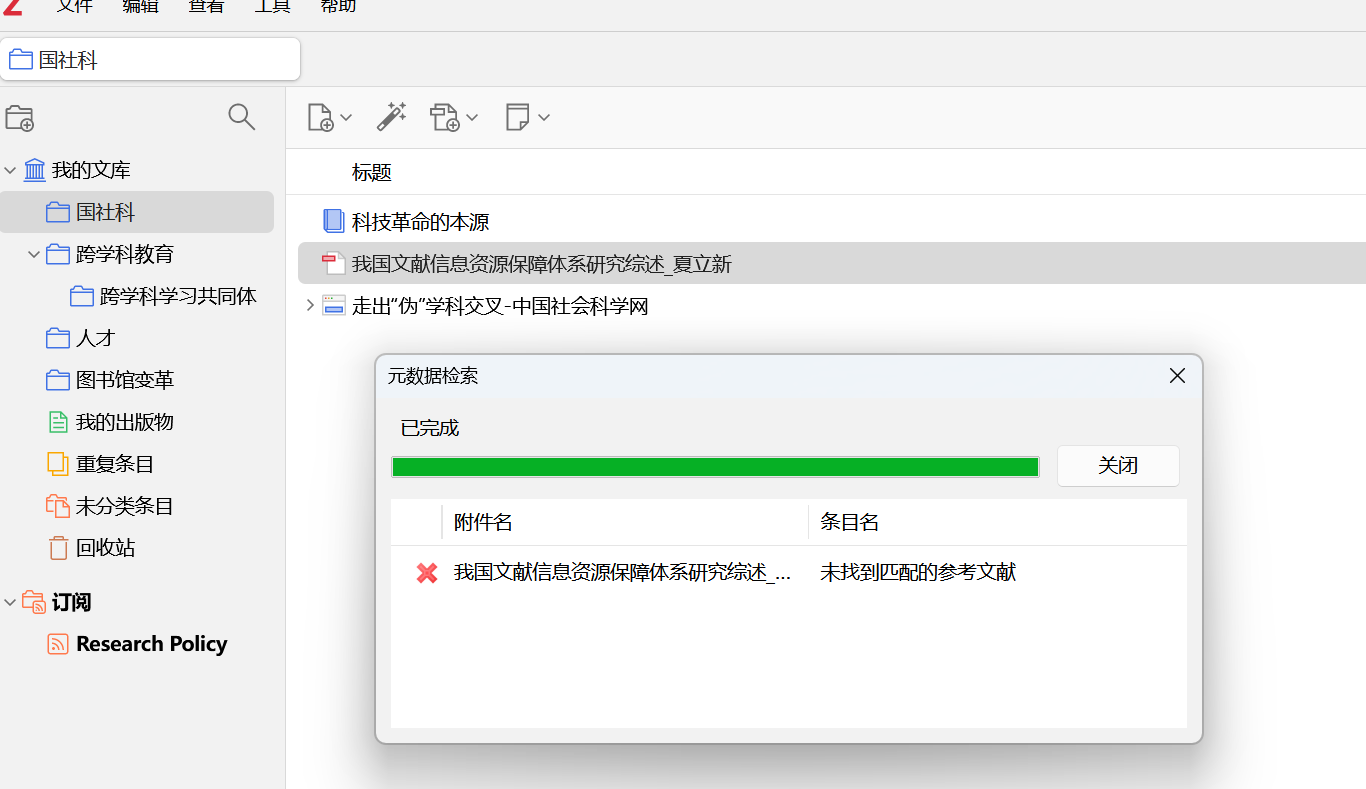 文件 编辑 查看 工具 帮助
国社科
我的文库
国社科
跨学科教育
跨学科学习共同体
人才
图书馆变革
我的出版物
重复条目
未分类条目
回收站
订阅
Research Policy
标题
科技革命的本源
我国文献信息资源保障体系研究综述_夏立新
走出“伪”学科交叉-中国社会科学网
元数据检索
已完成
关闭
附件名 条目名
我国文献信息资源保障体系研究综述_... 未找到匹配的参考文献